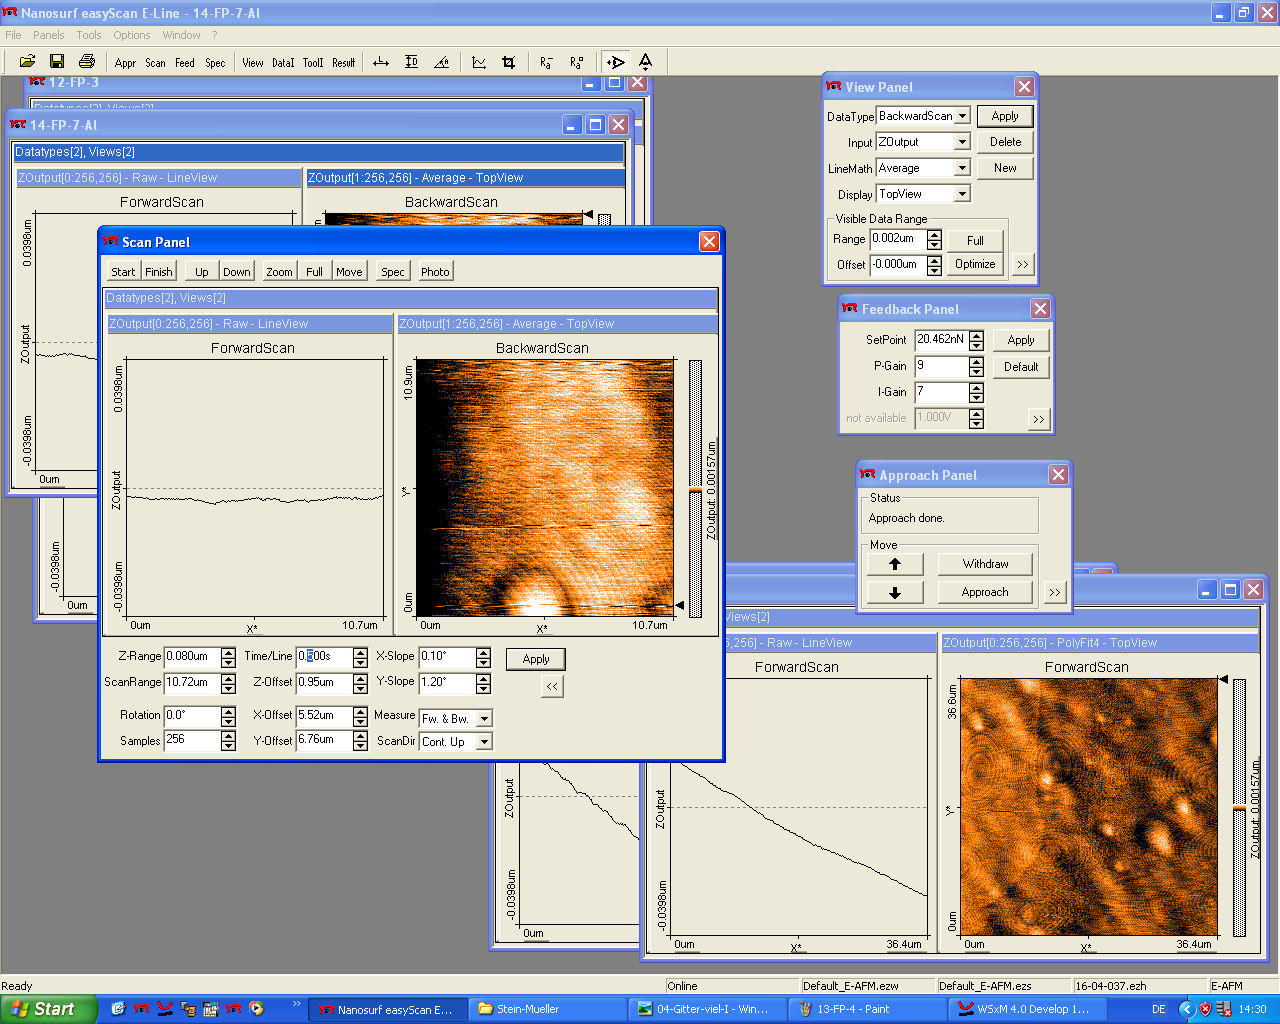 Nanosurf easyScan E-Line - 14-FP-7-Al
File Panels Tools Options Window ?
Appr Scan Feed Spec View DataI ToolI Result
12-FP-3
14-FP-7-Al
Datatypes[2], Views[2]
ZOutput[0:256,256] - Raw - LineView
ZOutput[1:256,256] - Average - TopView
ForwardScan
BackwardScan
0.0398um
ZOutput
-0.0398um
0um
-0.0398um
0um
Scan Panel
Start Finish Up Down Zoom Full Move Spec Photo
Datatypes[2], Views[2]
ZOutput[0:256,256] - Raw - LineView
ZOutput[1:256,256] - Average - TopView
ForwardScan
BackwardScan
0.0398um
ZOutput
-0.0398um
0um
X*
10.7um
10.9um
Y*
0um
0um
X*
10.7um
ZOutput: 0.00157um
Z-Range 0.080um Time/Line 0.500s X-Slope 0.10° Apply
ScanRange 10.72um Z-Offset 0.95um Y-Slope 1.20° <<
Rotation 0.0° X-Offset 5.52um Measure Fw. & Bw.
Samples 256 Y-Offset 6.76um ScanDir Cont. Up
View Panel
DataType BackwardScan Apply
Input ZOutput Delete
LineMath Average New
Display TopView
Visible Data Range
Range 0.002um Full
Offset -0.000um Optimize >>
Feedback Panel
SetPoint 20.462nN Apply
P-Gain 9 Default
I-Gain 7
not available 1.000V >>
Approach Panel
Status
Approach done.
Move
Withdraw
Approach >>
Views[2]
,256] - Raw - LineView
ZOutput[0:256,256] - PolyFit4 - TopView
ForwardScan
ForwardScan
ZOutput
-0.0398um
0um
ZOutput
-0.0398um
0um
X*
36.4um
36.6um
Y*
0um
0um
X*
36.4um
ZOutput: 0.00157um
Ready Online Default_E-AFM.ezw Default_E-AFM.ezs 16-04-037.ezh E-AFM
Start Nanosurf easyScan E... Stein-Mueller 04-Gitter-viel-I - Win... 13-FP-4 - Paint WSxM 4.0 Develop 1... DE 14:30